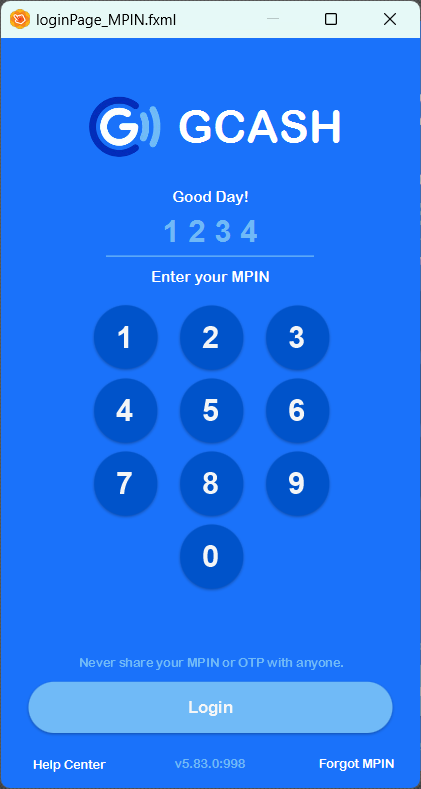 loginPage_MPIN.fxml
G GCASH
Good Day!
1 2 3 4
Enter your MPIN
1 2 3
4 5 6
7 8 9
0
Never share your MPIN or OTP with anyone.
Login
Help Center v5.83.0:998 Forgot MPIN